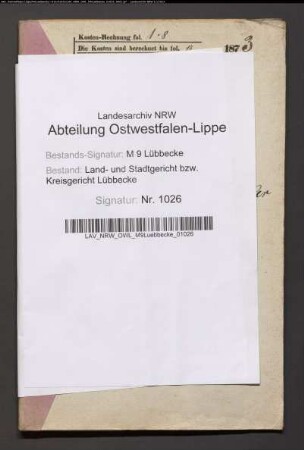 Kosten-Rechnung fol. 1.8
Die Kosten sind berechnet bis fol.
1873
Landesarchiv NRW
Abteilung Ostwestfalen-Lippe
Bestands-Signatur: M 9 Lübbecke
Bestand: Land- und Stadtgericht bzw.
Kreisgericht Lübbecke
Signatur: Nr. 1026
LAV_NRW_OWL_M9Luebbecke_01026